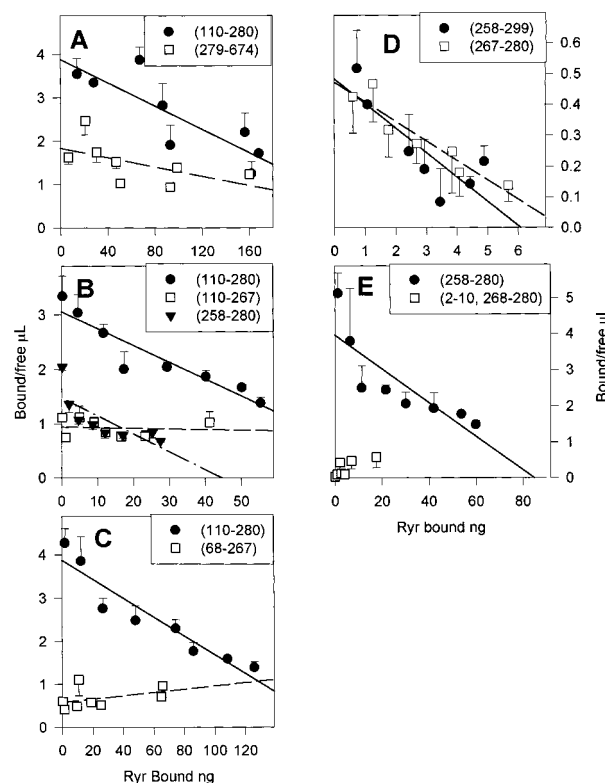 A
(110-280)
(279-674)
4
3
2
1
0
0 40 80 120 160
B
(110-280)
(110-267)
(258-280)
3
2
1
0
0 10 20 30 40 50
Bound/free µL
C
(110-280)
(68-267)
4
3
2
1
0
0 20 40 60 80 100 120
Ryr Bound ng
D
(258-299)
(267-280)
0.6
0.5
0.4
0.3
0.2
0.1
0.0
0 1 2 3 4 5 6
E
(258-280)
(2-10, 268-280)
5
4
3
2
1
0
0 20 40 60 80
Bound/free µL
Ryr bound ng